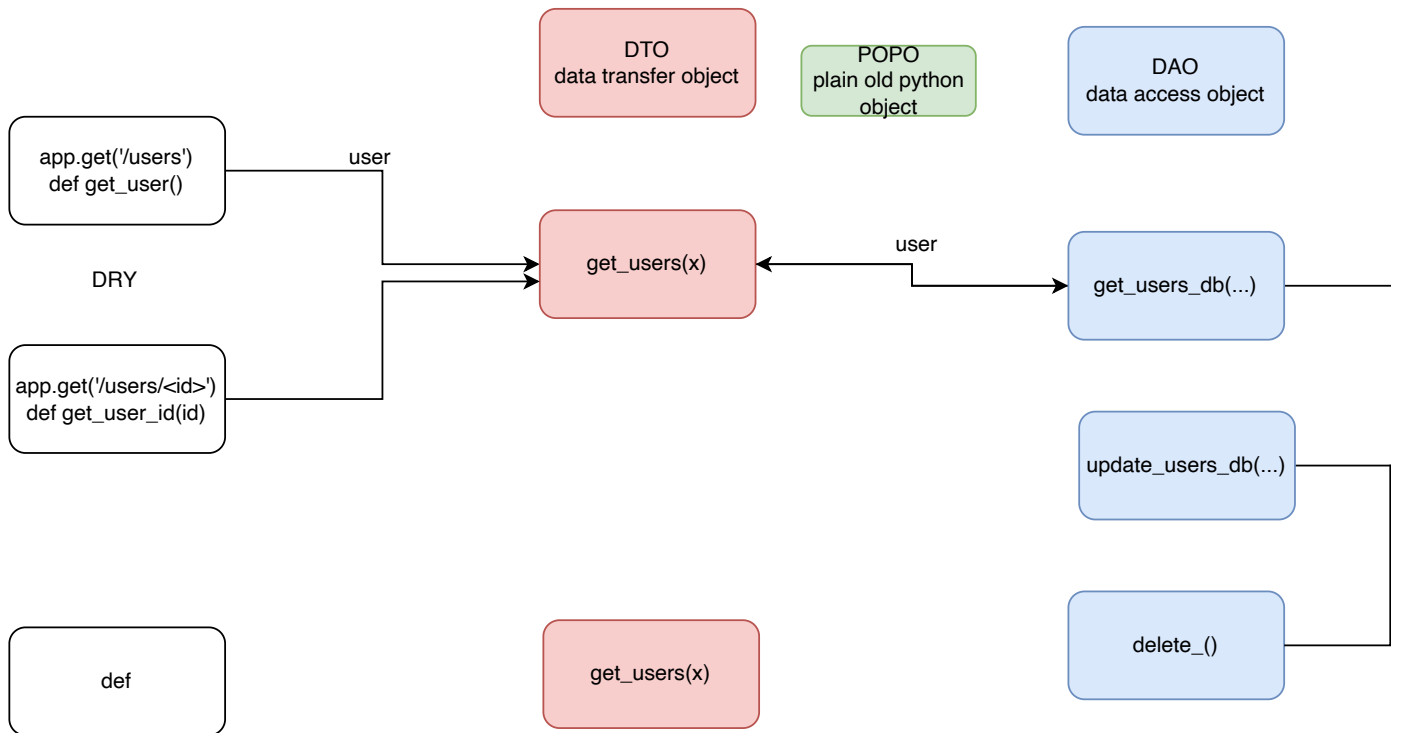 DTO
data transfer object
POPO
plain old python
object
DAO
data access object
app.get('/users')
def get_user()
user
DRY
get_users(x)
user
get_users_db(...)
app.get('/users/<id>')
def get_user_id(id)
update_users_db(...)
def
get_users(x)
delete_()